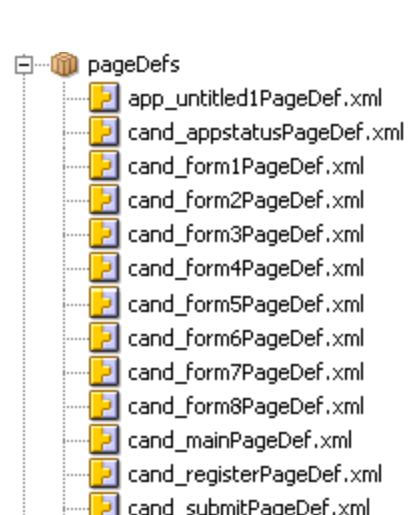 pageDefs
app_untitled1PageDef.xml
cand_appstatusPageDef.xml
cand_form1PageDef.xml
cand_form2PageDef.xml
cand_form3PageDef.xml
cand_form4PageDef.xml
cand_form5PageDef.xml
cand_form6PageDef.xml
cand_form7PageDef.xml
cand_form8PageDef.xml
cand_mainPageDef.xml
cand_registerPageDef.xml
cand_submitPageDef.xml